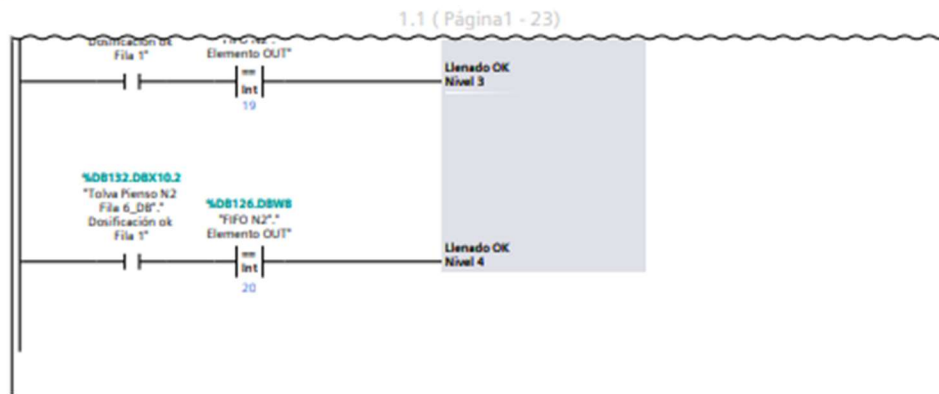 1.1 ( Página1 - 23)
Dosificación ok
Fila 1"
"FIFO N2"."
Elemento OUT"
==
Int
19
Llenado OK
Nivel 3
%DB132.DBX10.2
"Tolva Pienso N2
Fila 6_DB"."
Dosificación ok
Fila 1"
%DB126.DBW8
"FIFO N2"."
Elemento OUT"
==
Int
20
Llenado OK
Nivel 4